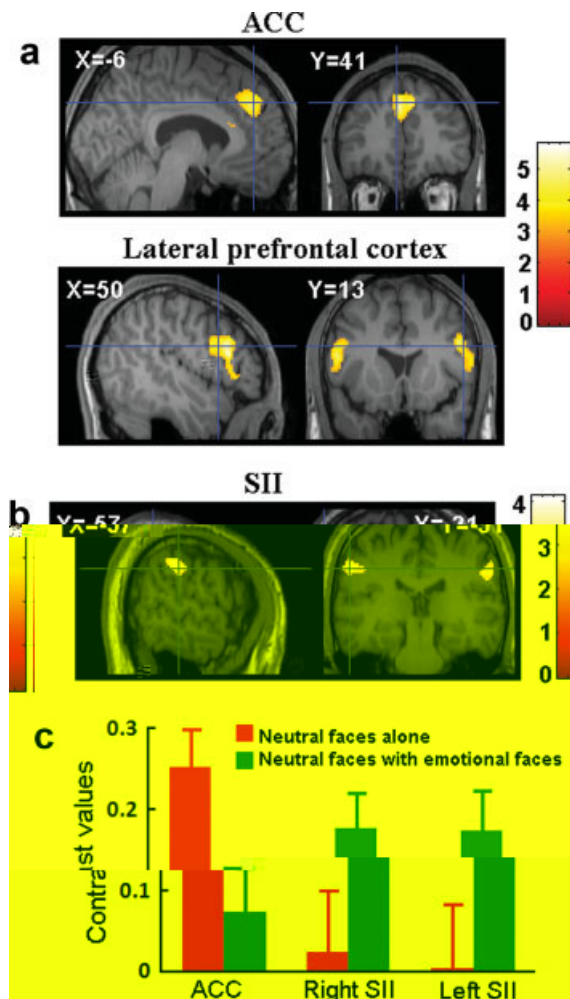 ACC
a
X=-6 Y=41
5
4
3
2
1
0
Lateral prefrontal cortex
X=50 Y=13
SII
b
4
3
2
1
0
c
0.3
0.2
0.1
0
Neutral faces alone
Neutral faces with emotional faces
ACC Right SII Left SII